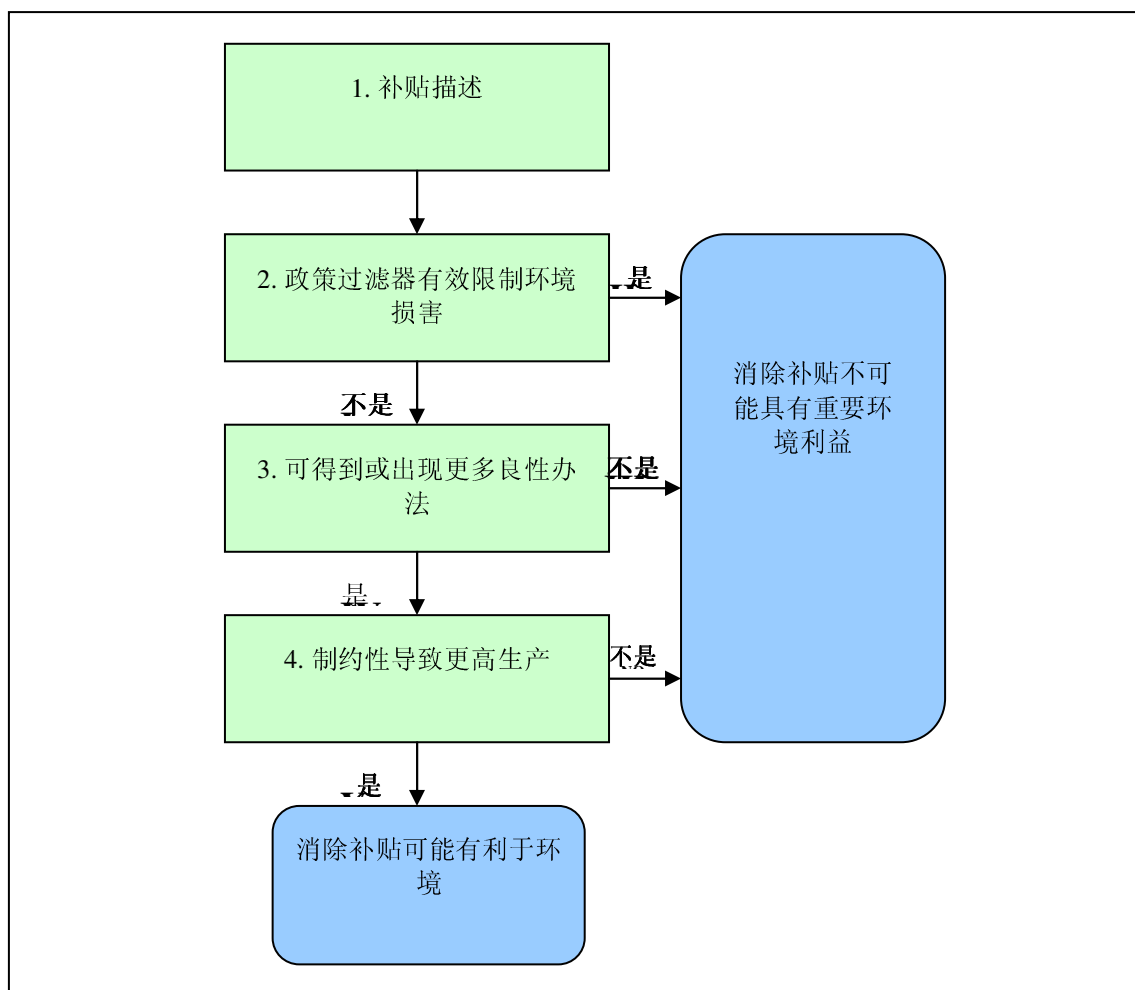 1. 补贴描述
2. 政策过滤器有效限制环境
损害
是
消除补贴不可
能具有重要环
境利益
不是
3. 可得到或出现更多良性办
法
不是
是
4. 制约性导致更高生产
不是
是
消除补贴可能有利于环
境